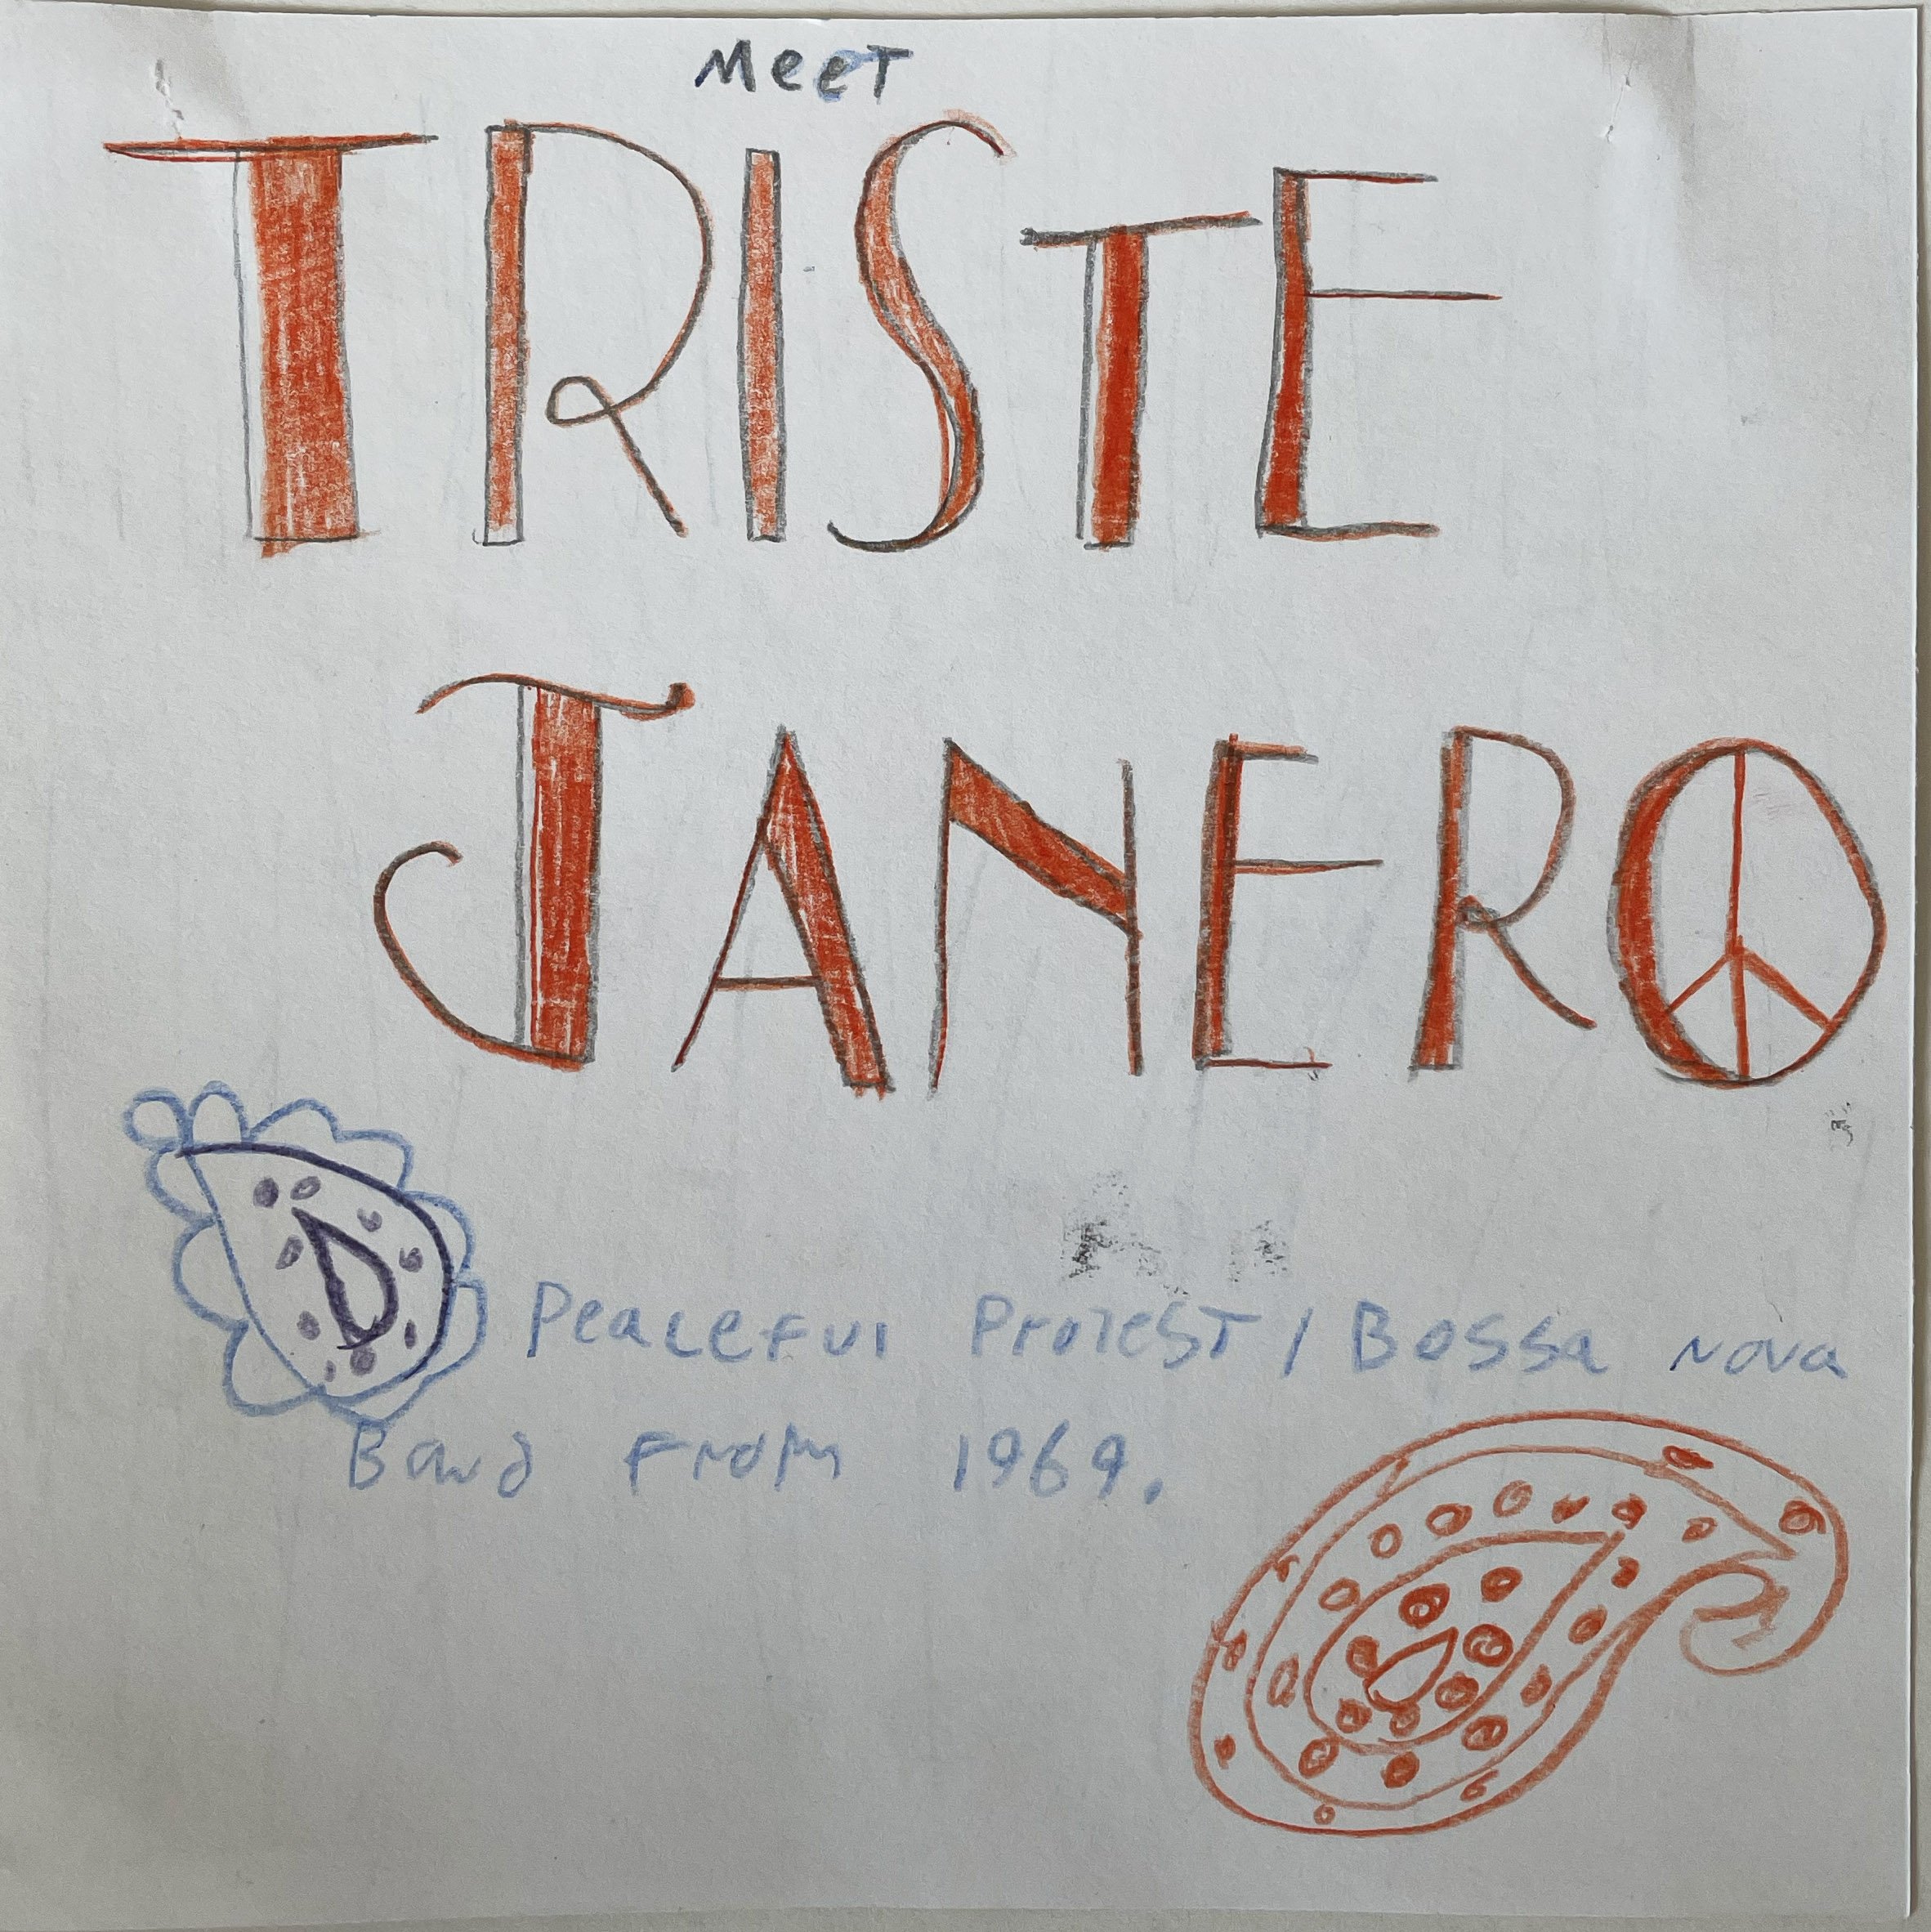 MeeT
TRISTE
JANERO
Peaceful Protest / Bossa nova
Band From 1969.